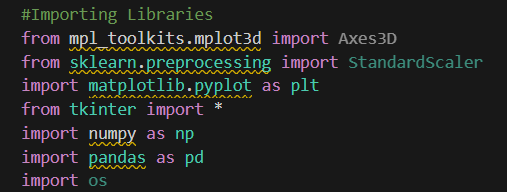 #Importing Libraries
from mpl_toolkits.mplot3d import Axes3D
from sklearn.preprocessing import StandardScaler
import matplotlib.pyplot as plt
from tkinter import *
import numpy as np
import pandas as pd
import os